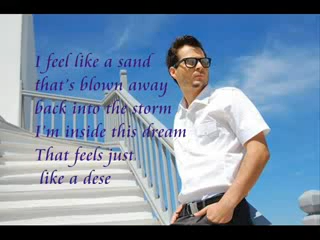 I feel like a sand
that's blown away
back into the storm
I'm inside this dream
That feels just
like a dese